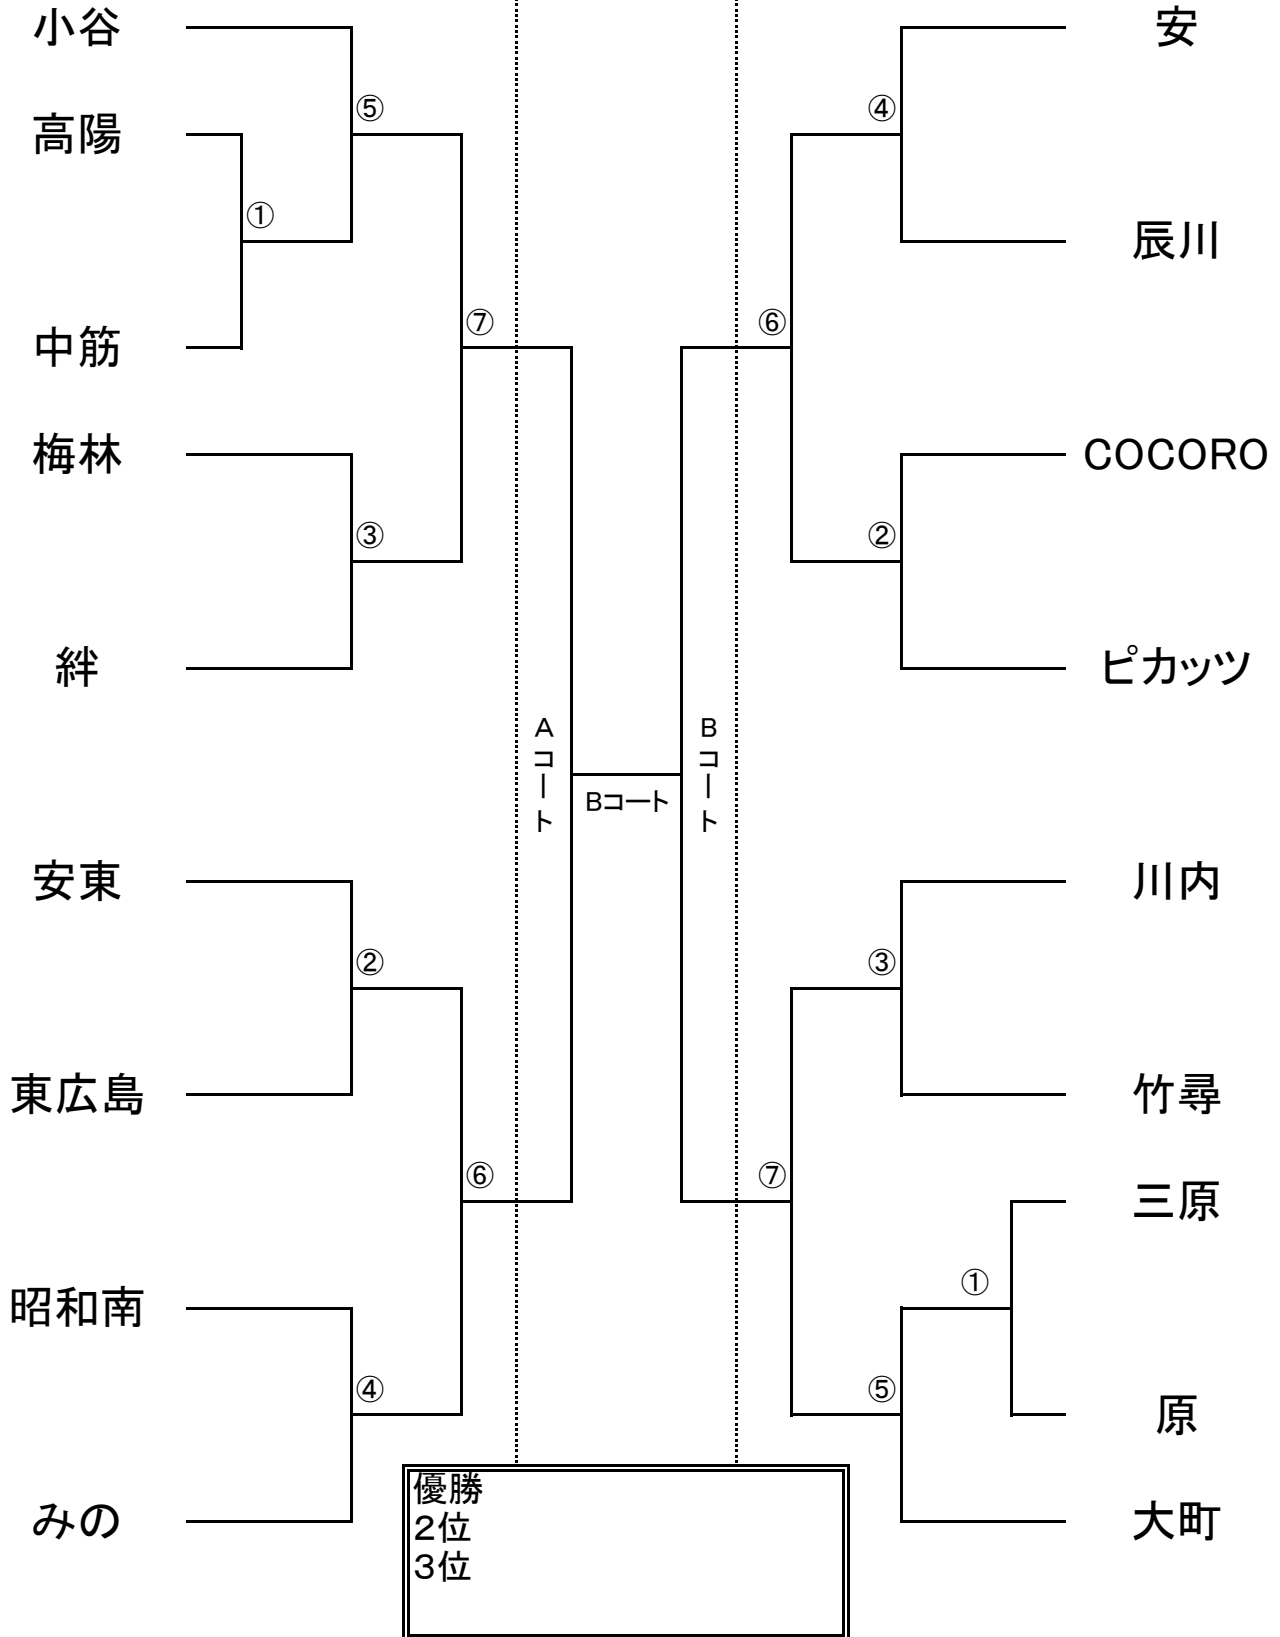 小谷
安
⑤
④
高陽
①
辰川
中筋
⑦
⑥
梅林
COCORO
③
②
絆
ピカッツ
Aコート
Bコート
Bコート
安東
川内
②
③
東広島
竹尋
⑥
⑦
三原
①
昭和南
④
⑤
原
みの
大町
優勝
2位
3位